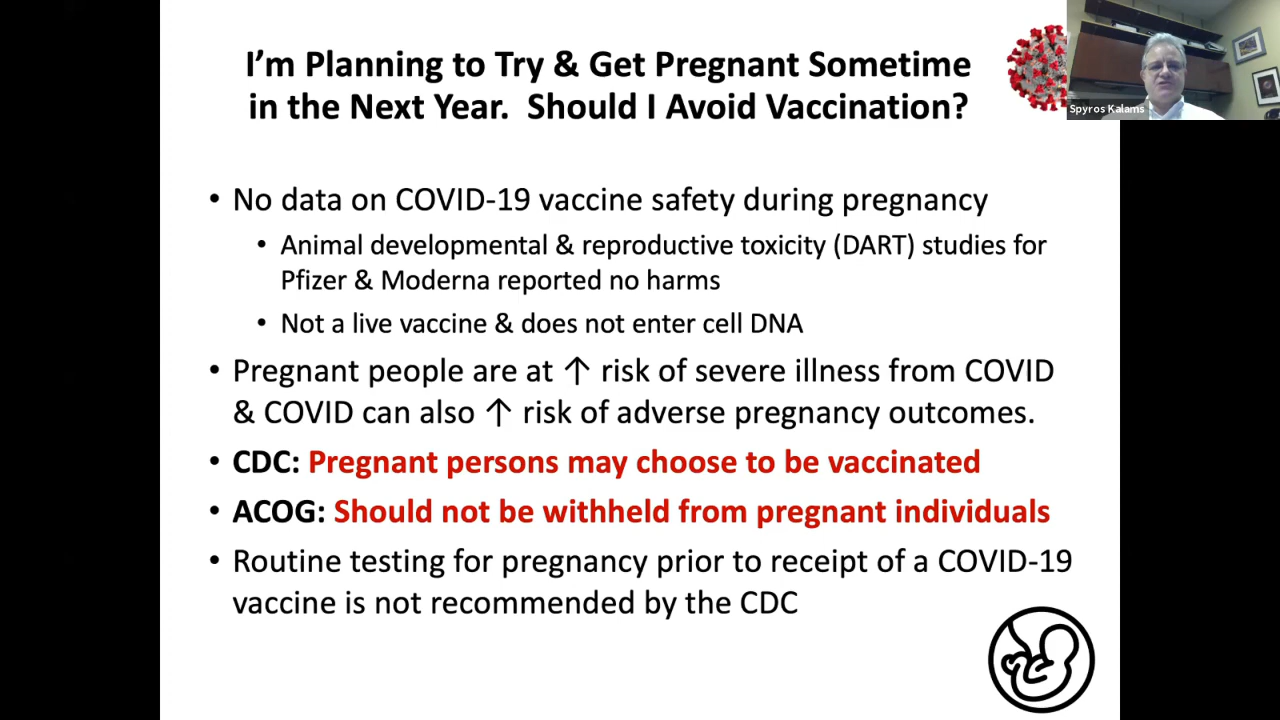 I'm Planning to Try & Get Pregnant Sometime
in the Next Year.  Should I Avoid Vaccination?
Spyros Kalams
• No data on COVID-19 vaccine safety during pregnancy
• Animal developmental & reproductive toxicity (DART) studies for
Pfizer & Moderna reported no harms
• Not a live vaccine & does not enter cell DNA
• Pregnant people are at ↑ risk of severe illness from COVID
& COVID can also ↑ risk of adverse pregnancy outcomes.
• CDC: Pregnant persons may choose to be vaccinated
• ACOG: Should not be withheld from pregnant individuals
• Routine testing for pregnancy prior to receipt of a COVID-19
vaccine is not recommended by the CDC